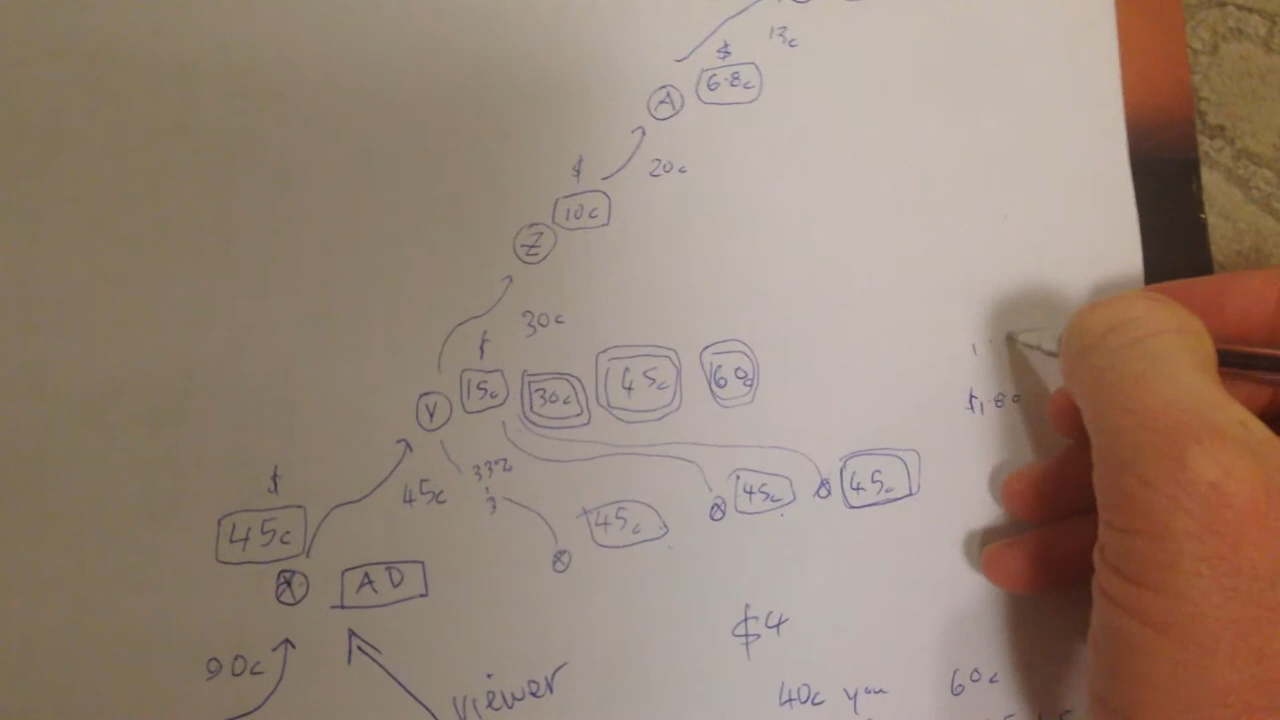 13c
$
6.8c
A
20c
$
10c
Z
30c
$
15c 30c 45c 60c
Y
$1.80
33%
45c
3
45c 45c
45c
$
45c
X
AD
$4
90c
viewer
40c you 60c